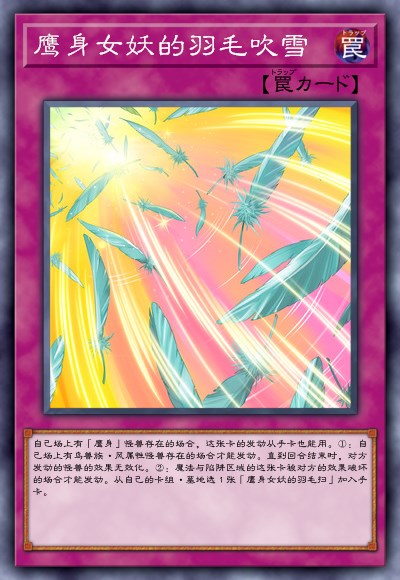 鹰身女妖的羽毛吹雪
トラップ
罠
トラップ
【罠カード】
自己场上有「鹰身」怪兽存在的场合，这张卡的发动从手卡也能用。①：自
己场上有鸟兽族·风属性怪兽存在的场合才能发动。直到回合结束时，对方
发动的怪兽的效果无效化。②：魔法与陷阱区域的这张卡被对方的效果破坏
的场合才能发动。从自己的卡组·墓地选1张「鹰身女妖的羽毛扫」加入手
卡。